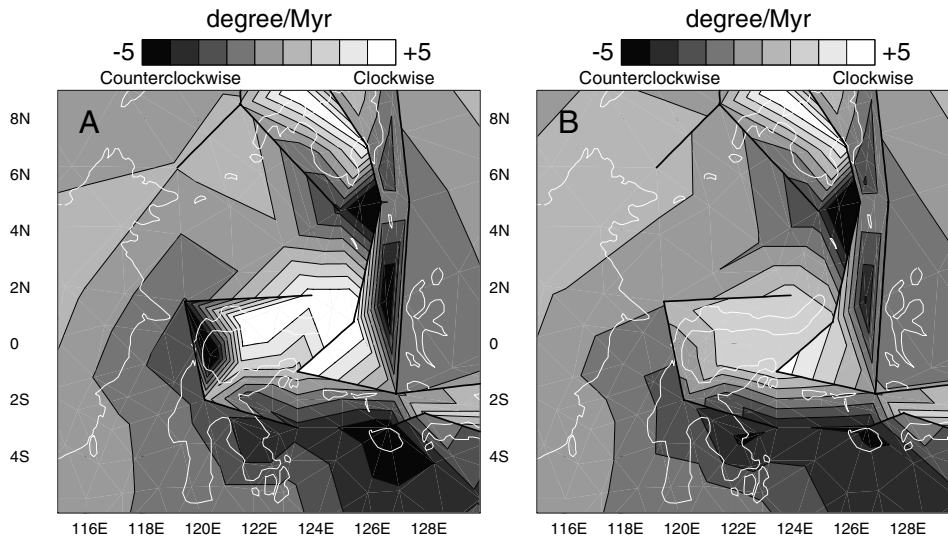 degree/Myr
-5 +5
Counterclockwise Clockwise
A
degree/Myr
-5 +5
Counterclockwise Clockwise
B
8N
6N
4N
2N
0
2S
4S
8N
6N
4N
2N
0
2S
4S
116E 118E 120E 122E 124E 126E 128E
116E 118E 120E 122E 124E 126E 128E